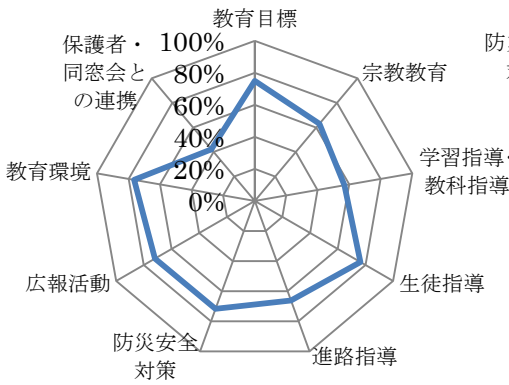 教育目標
保護者・
同窓会と
の連携
100%
80%
60%
40%
20%
0%
宗教教育
防
学習指導・
教科指導
教育環境
生徒指導
広報活動
防災安全
対策
進路指導